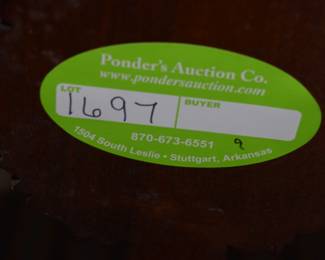 Ponder's Auction Co.
www.pondersauction.com
LOT
1697
BUYER
870-673-6551
9
1504 South Leslie • Stuttgart, Arkansas